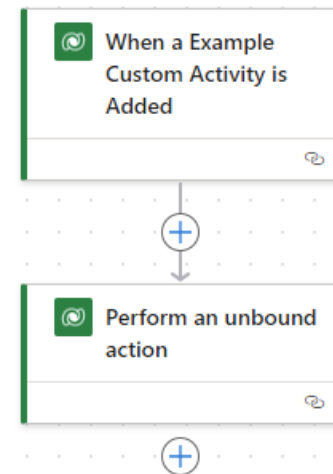 When a Example
Custom Activity is
Added
Perform an unbound
action